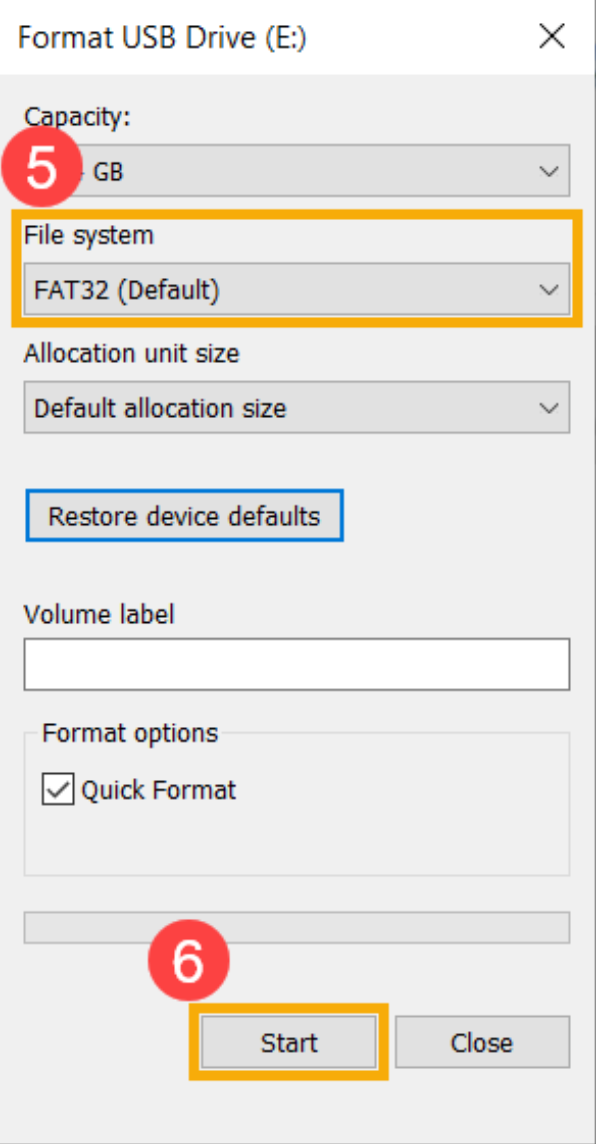 Format USB Drive (E:)
Capacity:
5
GB
File system
FAT32 (Default)
Allocation unit size
Default allocation size
Restore device defaults
Volume label
Format options
Quick Format
6
Start
Close